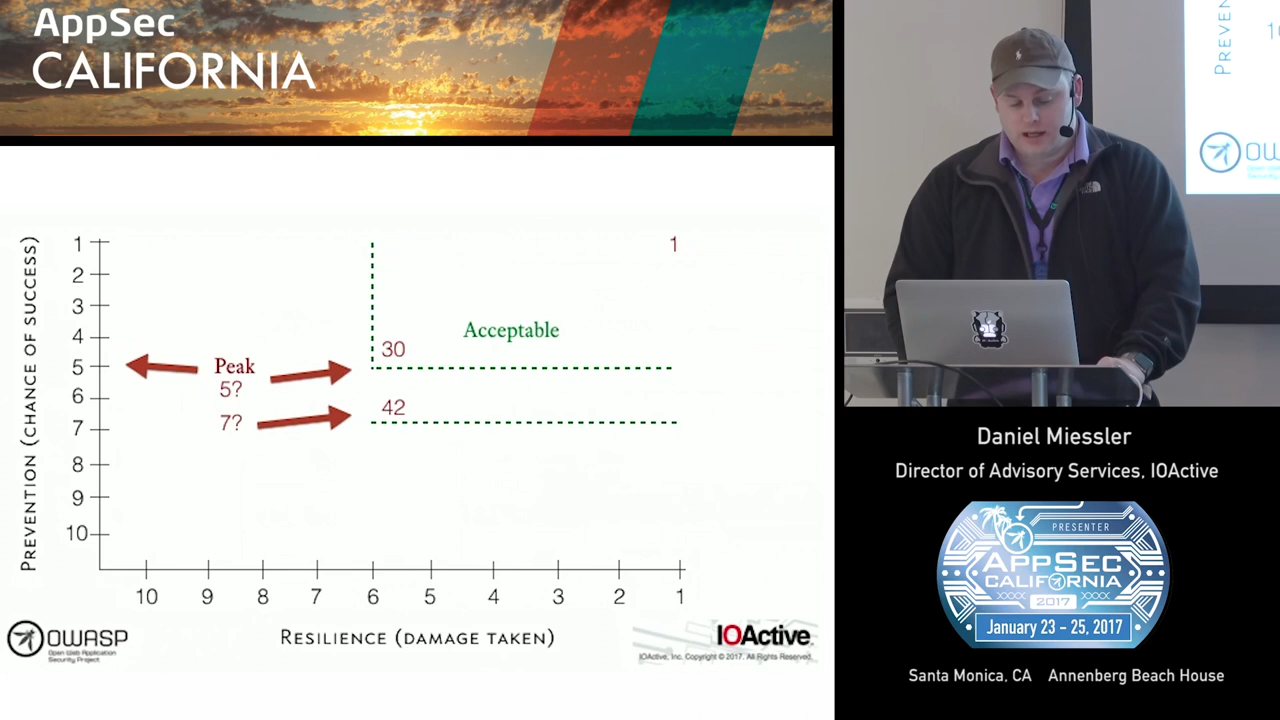 AppSec
CALIFORNIA
PREVENTION (CHANCE OF SUCCESS)
1
2
3
4
5
6
7
8
9
10
1
Acceptable
30
Peak
5?
42
7?
10 9 8 7 6 5 4 3 2 1
RESILIENCE (DAMAGE TAKEN)
OWASP
Open Web Application
Security Project
IOActive
IOActive, Inc. Copyright © 2017. All Rights Reserved.
PREVEN
10
OW
Daniel Miessler
Director of Advisory Services, IOActive
PRESENTER
APPSEC
CALIFORNIA
2017
January 23 - 25, 2017
Santa Monica, CA Annenberg Beach House